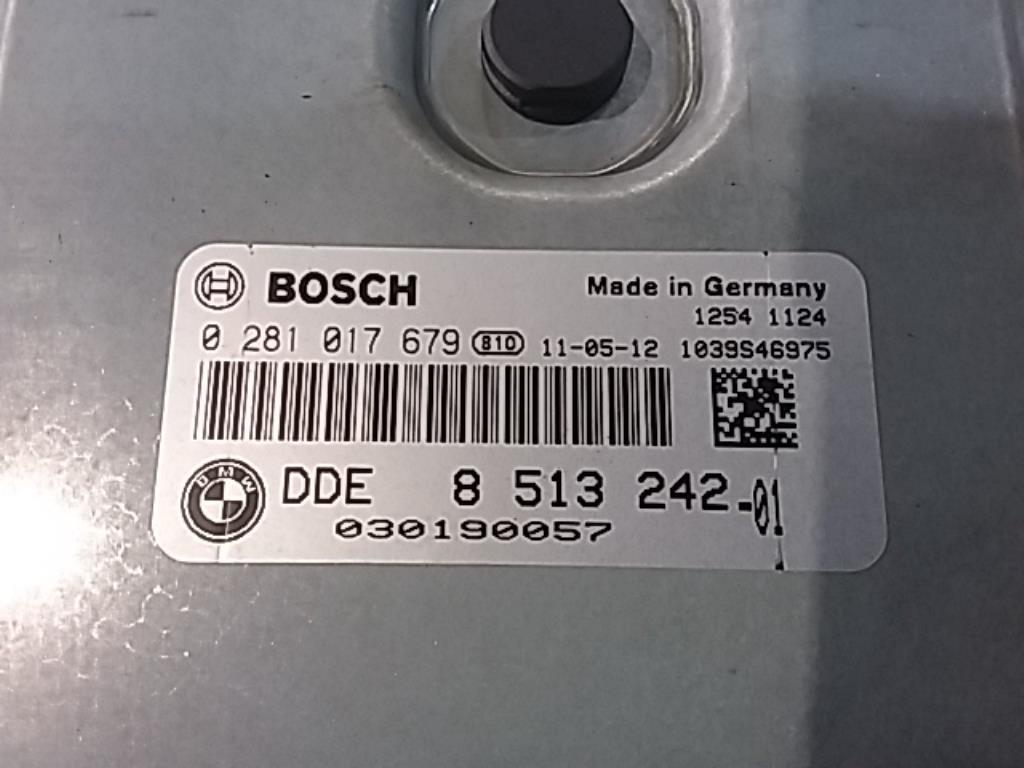 BOSCH Made in Germany
1254 1124
0 281 017 679 810 11-05-12 1039S46975
BMW DDE 8 513 242-01
030190057